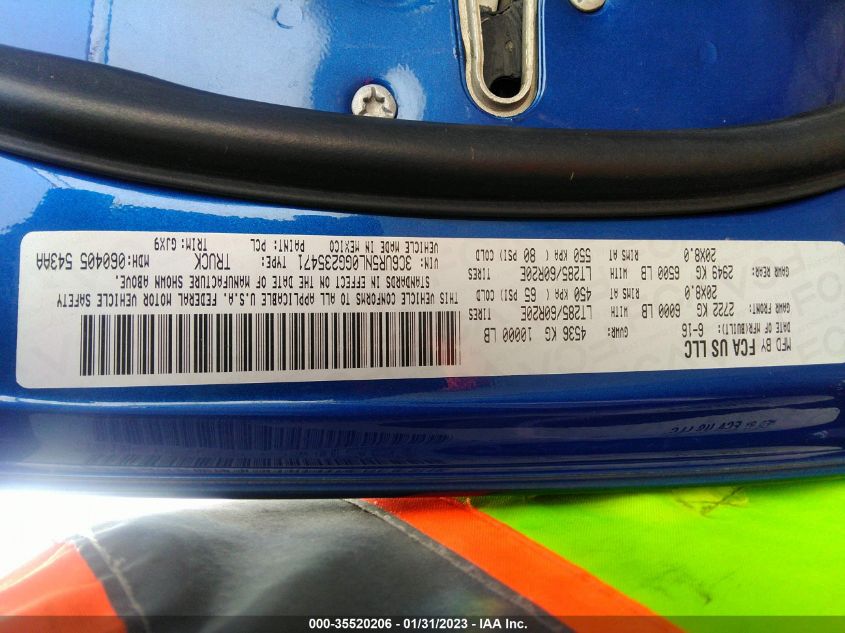 MFD BY FCA US LLC
DATE OF MFR(BUILT): 6-16
GVWR: 4536 KG 10000 LB
GAWR FRONT: 2722 KG 6000 LB WITH LT285/60R20E TIRES
20X8.0 RIMS AT 450 KPA ( 65 PSI) COLD
GAWR REAR: 2949 KG 6500 LB WITH LT285/60R20E TIRES
20X8.0 RIMS AT 550 KPA ( 80 PSI) COLD
THIS VEHICLE CONFORMS TO ALL APPLICABLE U.S.A. FEDERAL MOTOR VEHICLE SAFETY
STANDARDS IN EFFECT ON THE DATE OF MANUFACTURE SHOWN ABOVE.
VIN: 3C6UR5NL0GG235471 TYPE: TRUCK MDH:060405 543AA
VEHICLE MADE IN MEXICO PAINT: PCL TRIM: GJX9
000-35520206 / 01/31/2023 - IAA Inc.